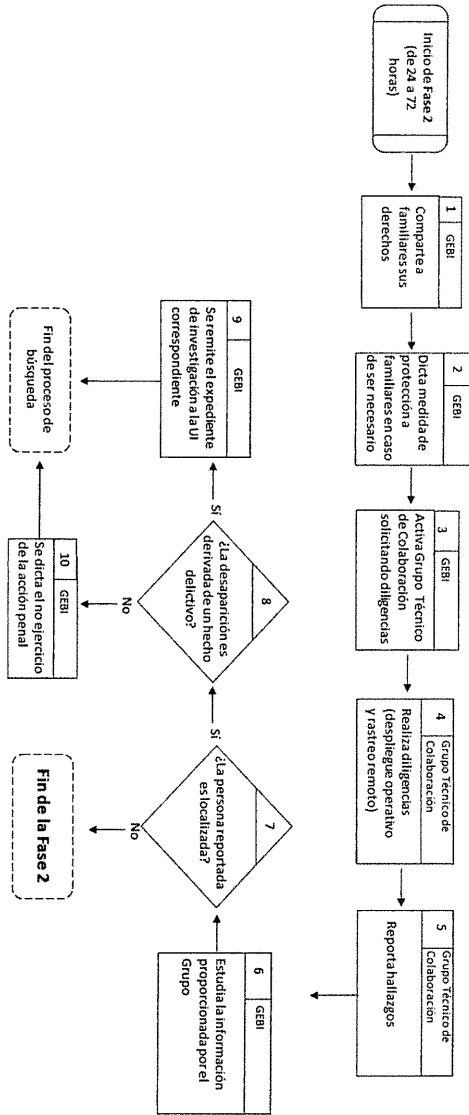 Inicio de Fase 2
(de 24 a 72
horas)
1 GEBI
Comparte a
familiares sus
derechos
2 GEBI
Dicta medida de
protección a
familiares en caso
de ser necesario
3 GEBI
Activa Grupo Técnico
de Colaboración
solicitando diligencias
4 Grupo Técnico de
Colaboración
Realiza diligencias
(despliegue operativo
y rastreo remoto)
5 Grupo Técnico de
Colaboración
Reporta hallazgos
6 GEBI
Estudia la información
proporcionada por el
Grupo
7
¿La persona reportada
es localizada?
No
Fin de la Fase 2
Sí
8
¿La desaparición es
derivada de un hecho
delictivo?
Sí
9 GEBI
Se remite el expediente
de investigación a la UI
correspondiente
No
10 GEBI
Se dicta el no ejercicio
de la acción penal
Fin del proceso de
búsqueda